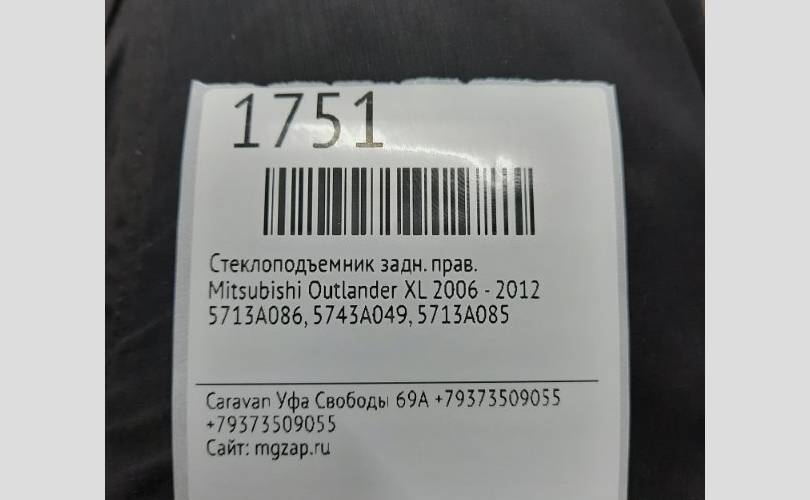 1751
Стеклоподъемник задн. прав.
Mitsubishi Outlander XL 2006 - 2012
5713A086, 5743A049, 5713A085
Caravan Уфа Свободы 69А +79373509055
+79373509055
Сайт: mgzap.ru